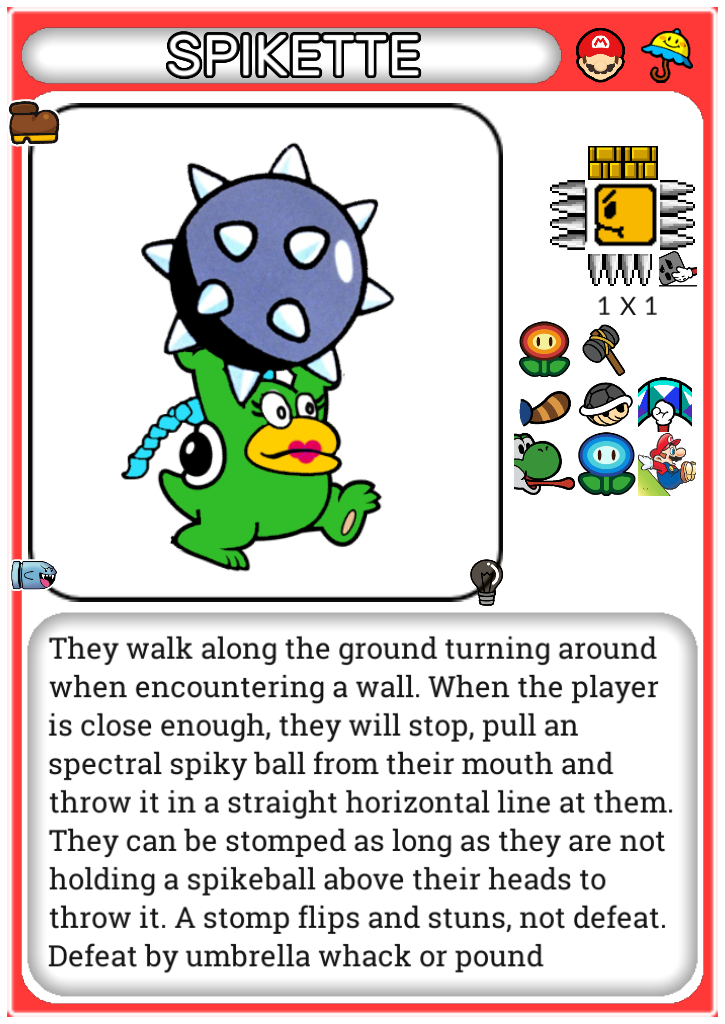 SPIKETTE
1 X 1
They walk along the ground turning around
when encountering a wall. When the player
is close enough, they will stop, pull an
spectral spiky ball from their mouth and
throw it in a straight horizontal line at them.
They can be stomped as long as they are not
holding a spikeball above their heads to
throw it. A stomp flips and stuns, not defeat.
Defeat by umbrella whack or pound